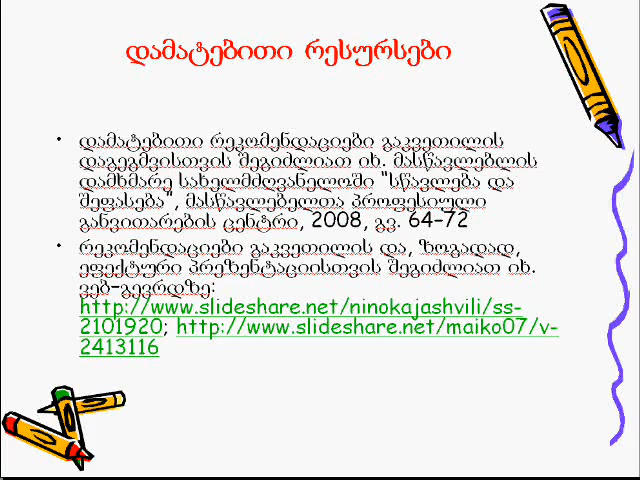 დამატებითი რესურსები
• დამატებითი რეკომენდაციები გაკვეთილის
დაგეგმვისთვის შეგიძლიათ იხ. მასწავლებლის
დამხმარე სახელმძღვანელოში "სწავლება და
შეფასება", მასწავლებელთა პროფესიული
განვითარების ცენტრი, 2008, გვ. 64-72
• რეკომენდაციები გაკვეთილის და, ზოგადად,
ეფექტური პრეზენტაციისთვის შეგიძლიათ იხ.
ვებ-გევრდზე:
http://www.slideshare.net/ninokajashvili/ss-
2101920; http://www.slideshare.net/maiko07/v-
2413116